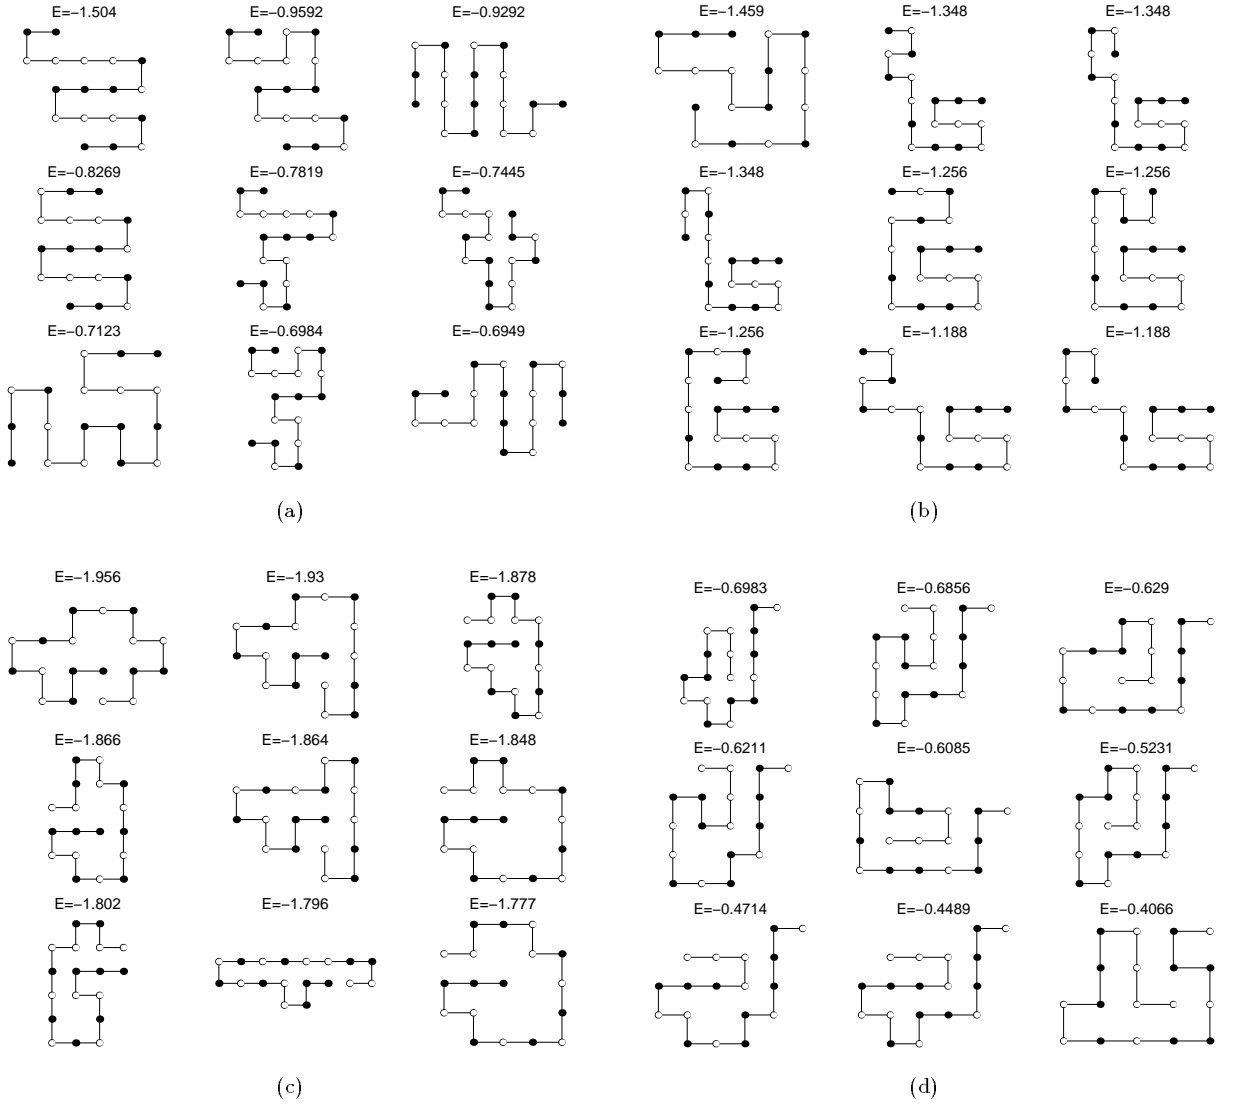 E=−1.504 E=−0.9592 E=−0.9292
E=−0.8269 E=−0.7819 E=−0.7445
E=−0.7123 E=−0.6984 E=−0.6949
(a)
E=−1.459 E=−1.348 E=−1.348
E=−1.348 E=−1.256 E=−1.256
E=−1.256 E=−1.188 E=−1.188
(b)
E=−1.956 E=−1.93 E=−1.878
E=−1.866 E=−1.864 E=−1.848
E=−1.802 E=−1.796 E=−1.777
(c)
E=−0.6983 E=−0.6856 E=−0.629
E=−0.6211 E=−0.6085 E=−0.5231
E=−0.4714 E=−0.4489 E=−0.4066
(d)